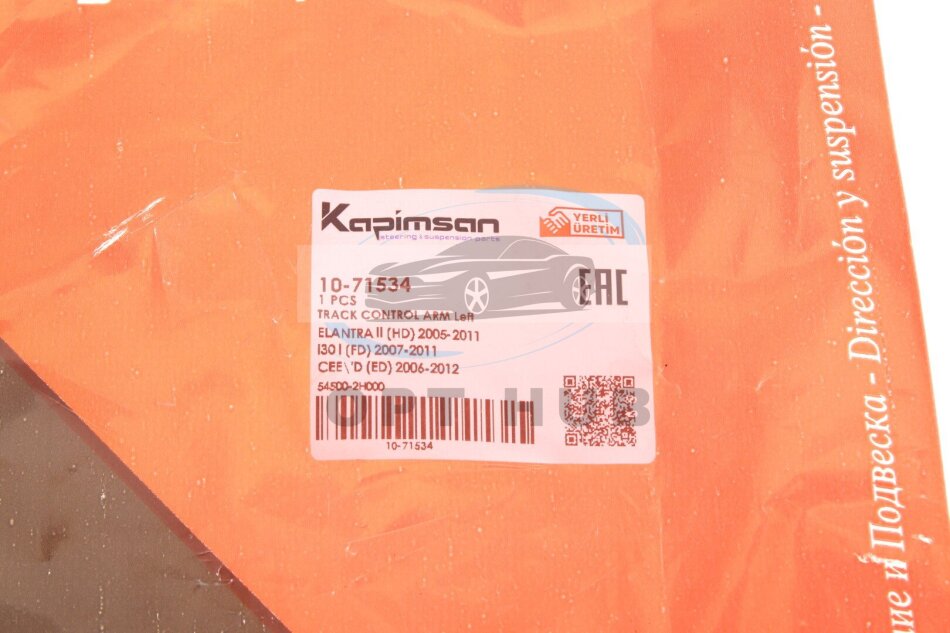 Kapimsan
steering & suspension parts
YERLİ
ÜRETİM
10-71534
1 PCS
TRACK CONTROL ARM Left
ELANTRA II (HD) 2005-2011
I30 I (FD) 2007-2011
CEE\'D (ED) 2006-2012
54500-2H000
10-71534
EAC
OPT HUB
ие и Подвеска - Dirección y suspensión -